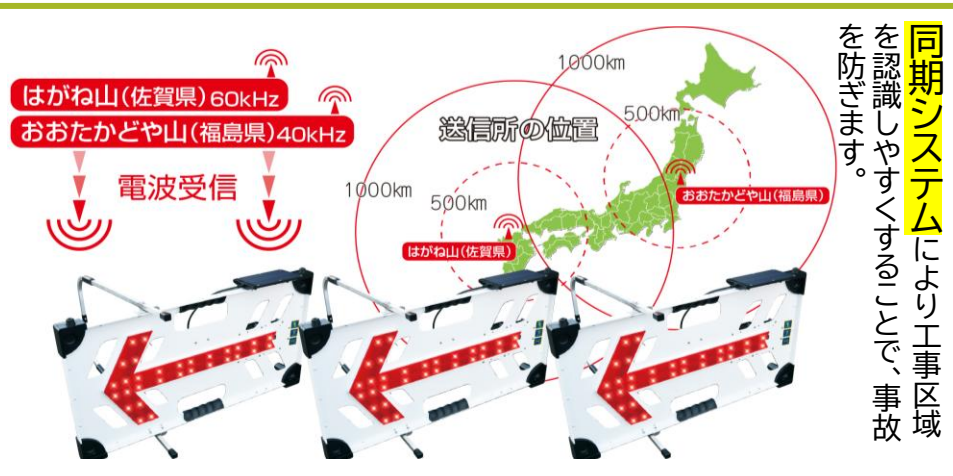 同期システムにより工事区域
を認識しやすくすることで、事故
を防ぎます。
はがね山(佐賀県)60kHz
おおたかどや山(福島県)40kHz
電波受信
送信所の位置
1000km
500km
おおたかどや山(福島県)
1000km
500km
はがね山(佐賀県)